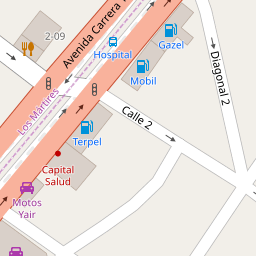 2-09
Avenida Carrera
Gazel
Hospital
Mobil
Diagonal 2
Los Mártires
Calle 2
Terpel
Capital
Salud
Motos
Yair